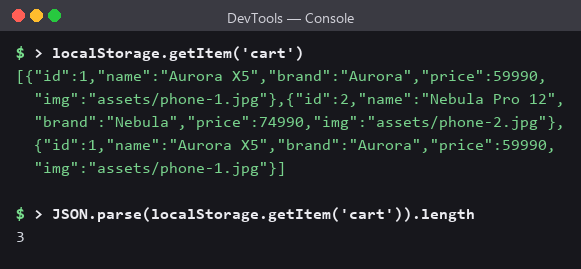 DevTools — Console
$ > localStorage.getItem('cart')
[{"id":1,"name":"Aurora X5","brand":"Aurora","price":59990,
"img":"assets/phone-1.jpg"},{"id":2,"name":"Nebula Pro 12",
"brand":"Nebula","price":74990,"img":"assets/phone-2.jpg"},
{"id":1,"name":"Aurora X5","brand":"Aurora","price":59990,
"img":"assets/phone-1.jpg"}]
$ > JSON.parse(localStorage.getItem('cart')).length
3